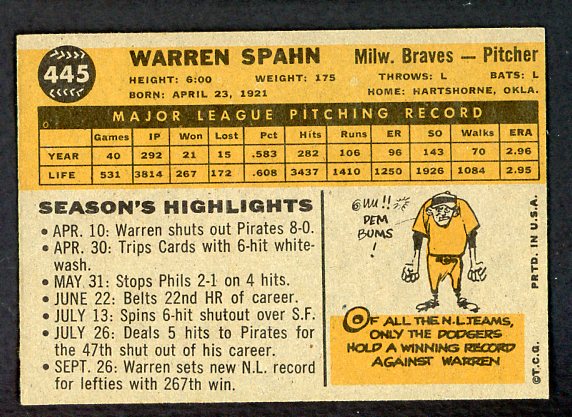 445
WARREN SPAHN Milw. Braves — Pitcher
HEIGHT: 6:00 WEIGHT: 175 THROWS: L BATS: L
BORN: APRIL 23, 1921 HOME: HARTSHORNE, OKLA.
MAJOR LEAGUE PITCHING RECORD
Games IP Won Lost Pct Hits Runs ER SO Walks ERA
YEAR 40 292 21 15 .583 282 106 96 143 70 2.96
LIFE 531 3814 267 172 .608 3437 1410 1250 1926 1084 2.95
SEASON'S HIGHLIGHTS
• APR. 10: Warren shuts out Pirates 8-0.
• APR. 30: Trips Cards with 6-hit white-
wash.
• MAY 31: Stops Phils 2-1 on 4 hits.
• JUNE 22: Belts 22nd HR of career.
• JULY 13: Spins 6-hit shutout over S.F.
• JULY 26: Deals 5 hits to Pirates for
the 47th shut out of his career.
• SEPT. 26: Warren sets new N.L. record
for lefties with 267th win.
DEM
BUMS
!
OF ALL THE N.L. TEAMS,
ONLY THE DODGERS
HOLD A WINNING RECORD
AGAINST WARREN
PRTD. IN U.S.A.
©T.C.G.